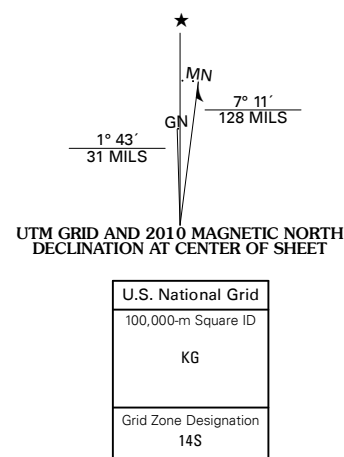 MN
GN
7° 11´
128 MILS
1° 43´
31 MILS
UTM GRID AND 2010 MAGNETIC NORTH
DECLINATION AT CENTER OF SHEET
U.S. National Grid
100,000-m Square ID
KG
Grid Zone Designation
14S